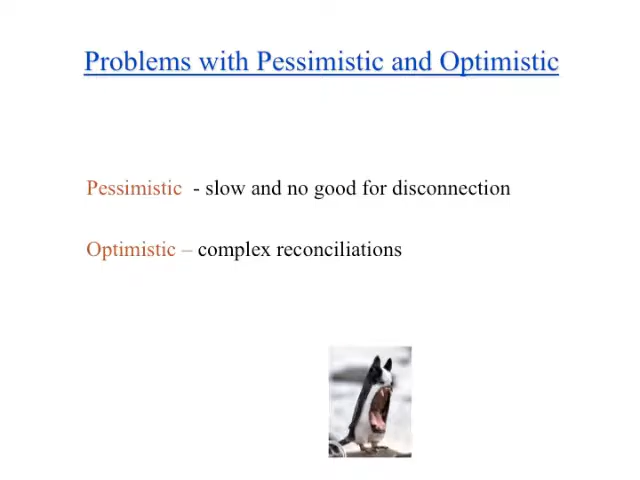 Problems with Pessimistic and Optimistic
Pessimistic - slow and no good for disconnection
Optimistic – complex reconciliations